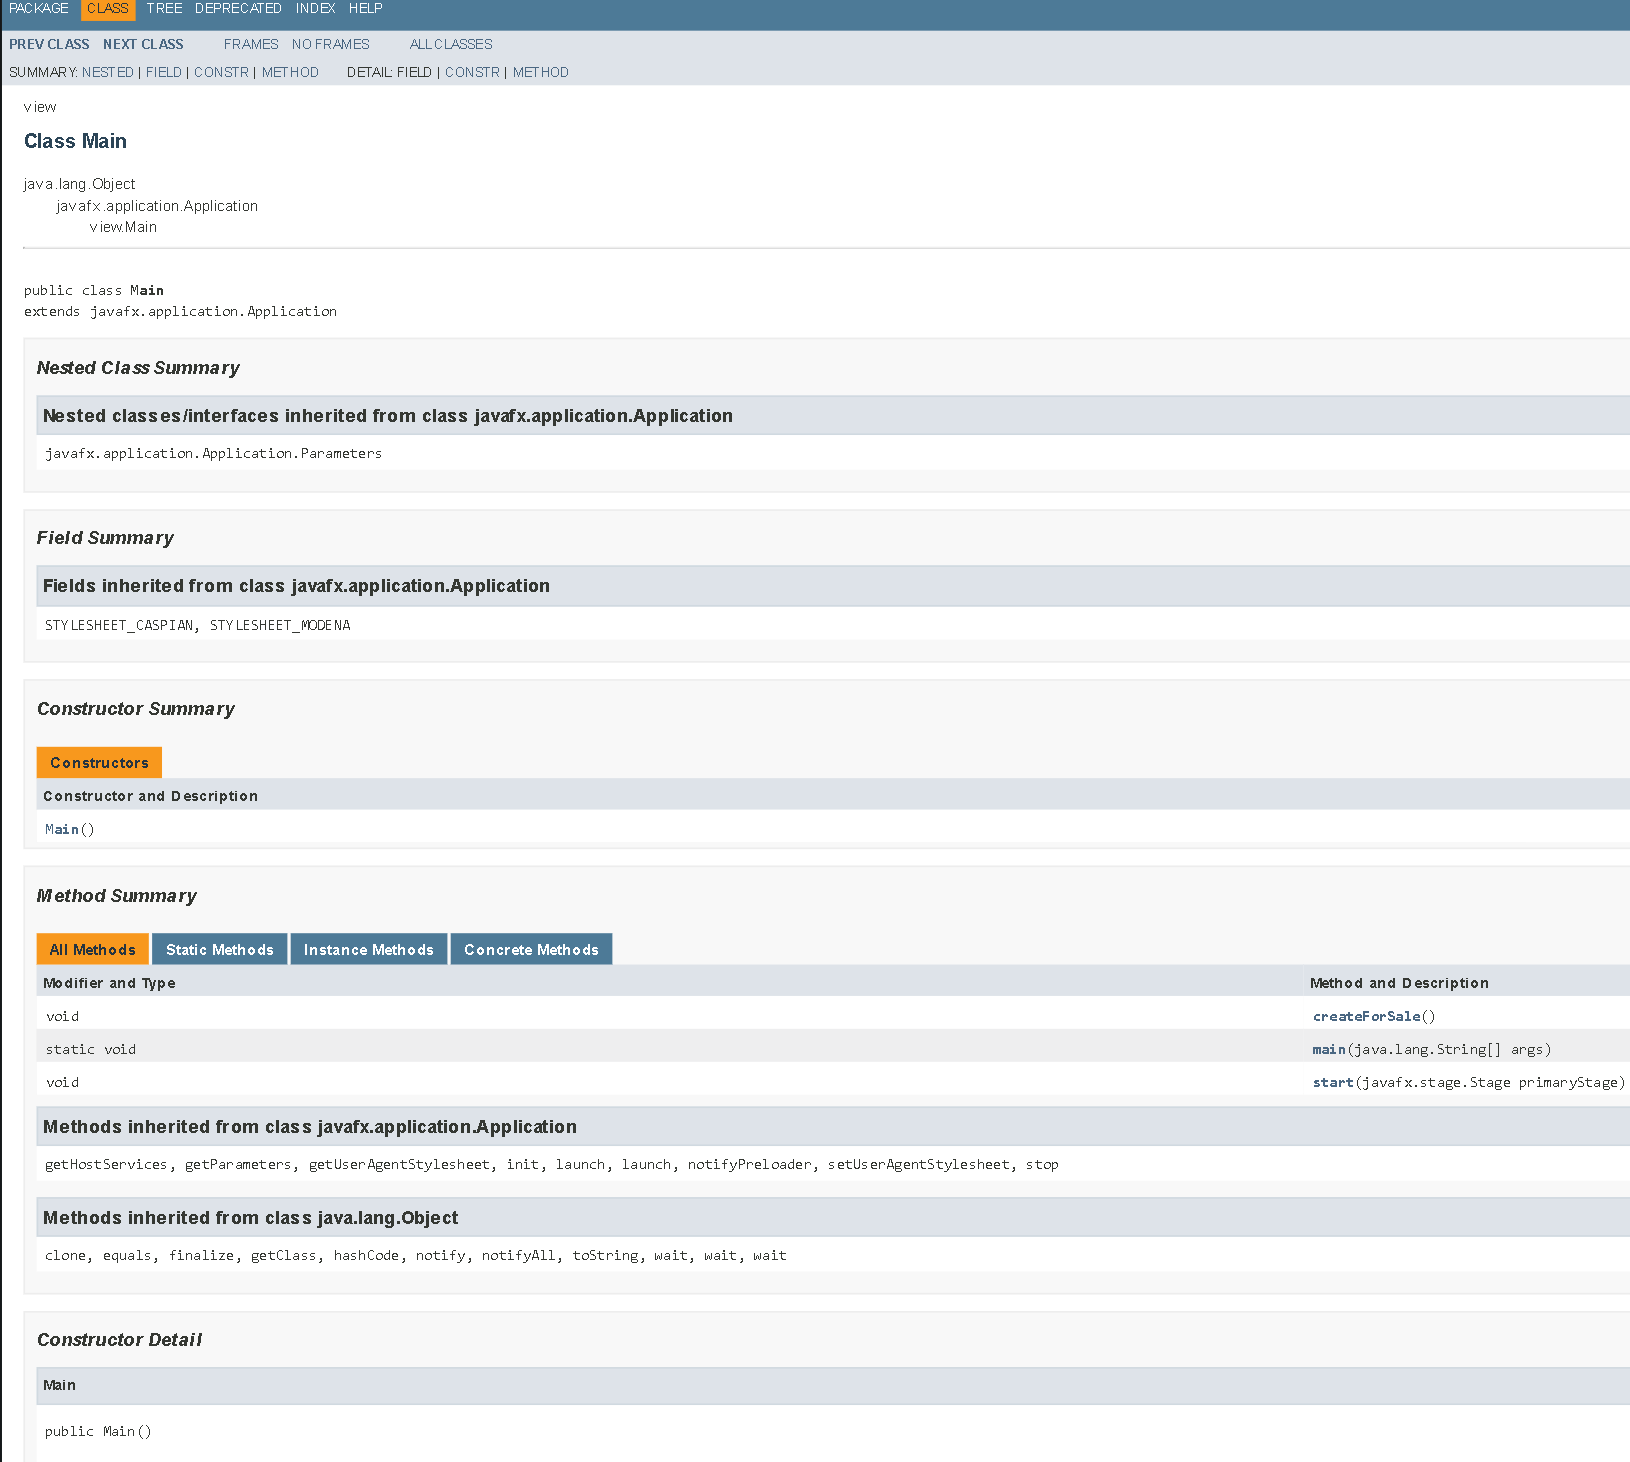 PACKAGE CLASS TREE DEPRECATED INDEX HELP
PREV CLASS NEXT CLASS FRAMES NO FRAMES ALL CLASSES
SUMMARY: NESTED | FIELD | CONSTR | METHOD DETAIL: FIELD | CONSTR | METHOD
view
Class Main
java.lang.Object
javafx.application.Application
view.Main
public class Main
extends javafx.application.Application
Nested Class Summary
Nested classes/interfaces inherited from class javafx.application.Application
javafx.application.Application.Parameters
Field Summary
Fields inherited from class javafx.application.Application
STYLESHEET_CASPIAN, STYLESHEET_MODENA
Constructor Summary
Constructors
Constructor and Description
Main()
Method Summary
All Methods Static Methods Instance Methods Concrete Methods
Modifier and Type Method and Description
void createForSale()
static void main(java.lang.String[] args)
void start(javafx.stage.Stage primaryStage)
Methods inherited from class javafx.application.Application
getHostServices, getParameters, getUserAgentStylesheet, init, launch, launch, notifyPreloader, setUserAgentStylesheet, stop
Methods inherited from class java.lang.Object
clone, equals, finalize, getClass, hashCode, notify, notifyAll, toString, wait, wait, wait
Constructor Detail
Main
public Main()